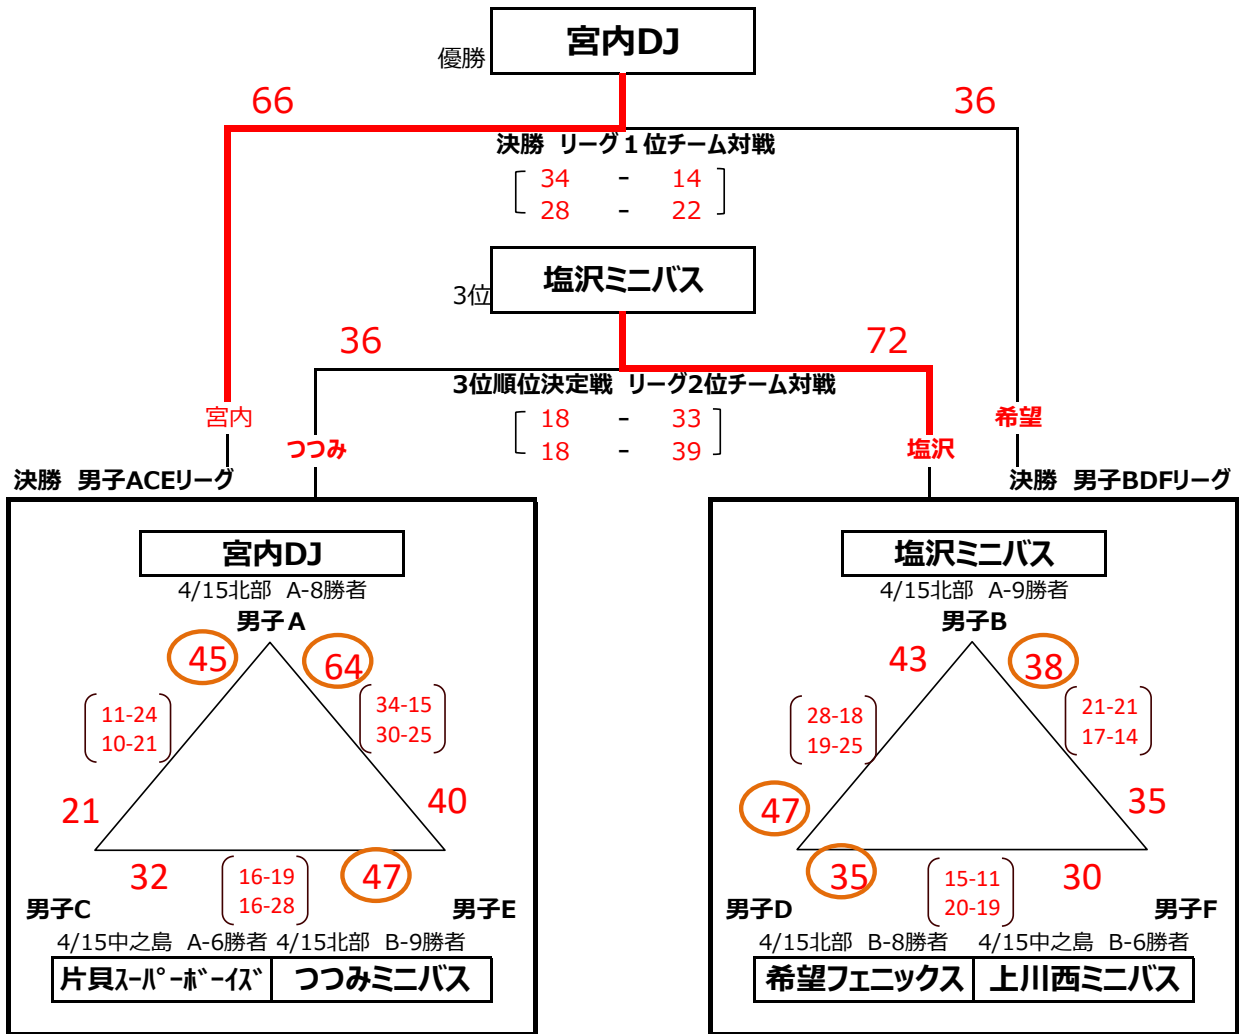 宮内DJ
優勝
66
36
決勝 リーグ１位チーム対戦
34 - 14
28 - 22
塩沢ミニバス
3位
36
72
3位順位決定戦 リーグ2位チーム対戦
18 - 33
18 - 39
宮内
つつみ
塩沢
希望
決勝 男子ACEリーグ
宮内DJ
4/15北部 A-8勝者
男子A
45
64
11-24
10-21
34-15
30-25
21
40
32
16-19
16-28
47
男子C
男子E
4/15中之島 A-6勝者
4/15北部 B-9勝者
片貝ｽｰﾊﾟｰﾎﾞｰｲｽﾞ
つつみミニバス
決勝 男子BDFリーグ
塩沢ミニバス
4/15北部 A-9勝者
男子B
43
38
28-18
19-25
21-21
17-14
47
35
35
15-11
20-19
30
男子D
男子F
4/15北部 B-8勝者
4/15中之島 B-6勝者
希望フェニックス
上川西ミニバス